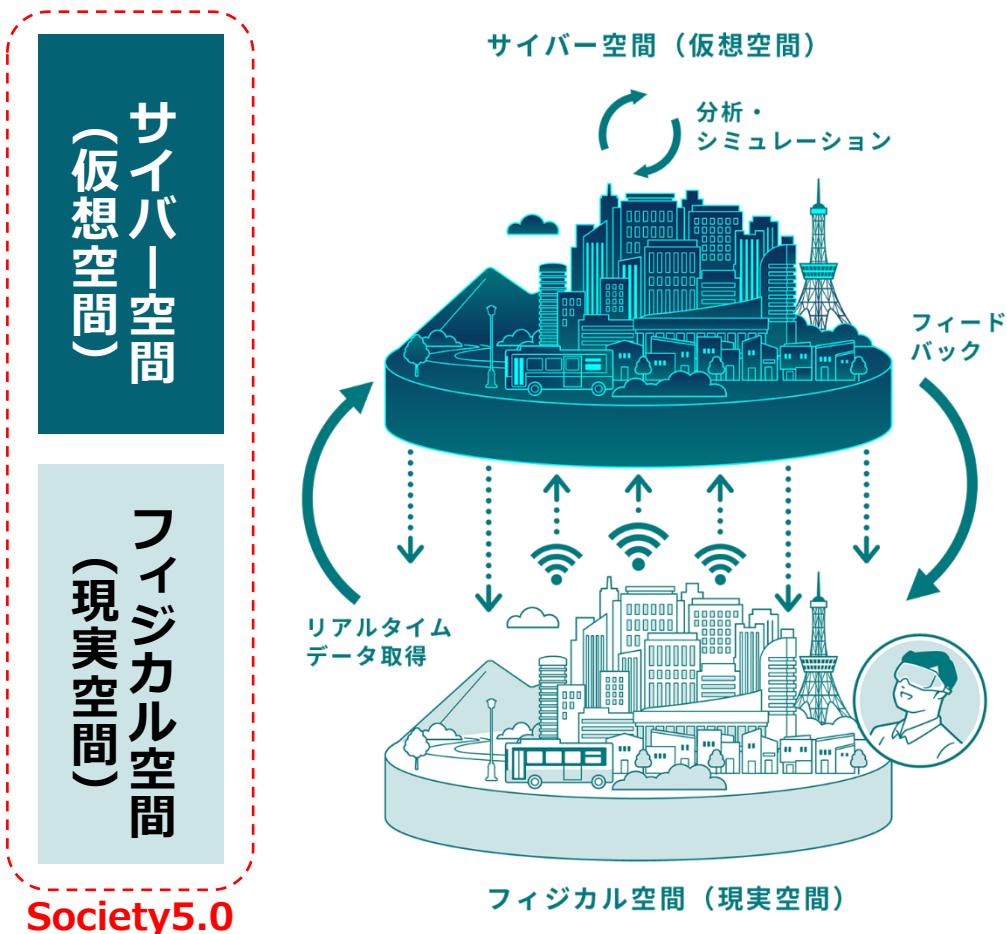 サイバー空間
（仮想空間）
フィジカル空間
（現実空間）
Society5.0
サイバー空間（仮想空間）
分析・
シミュレーション
フィード
バック
リアルタイム
データ取得
フィジカル空間（現実空間）